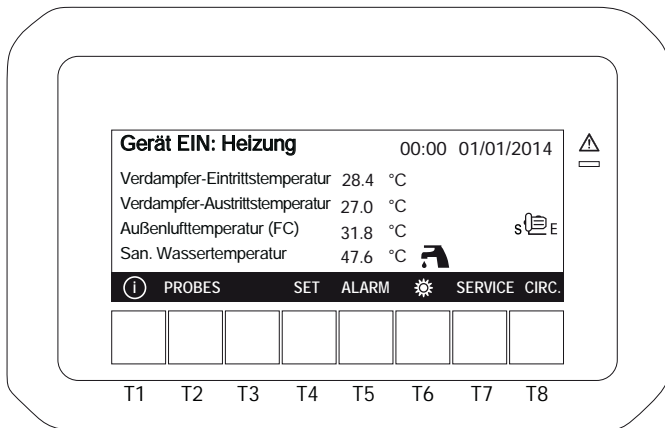 Gerät EIN: Heizung 00:00 01/01/2014
Verdampfer-Eintrittstemperatur 28.4 °C
Verdampfer-Austrittstemperatur 27.0 °C
Außenlufttemperatur (FC) 31.8 °C
S E
San. Wassertemperatur 47.6 °C
i PROBES SET ALARM SERVICE CIRC.
T1 T2 T3 T4 T5 T6 T7 T8